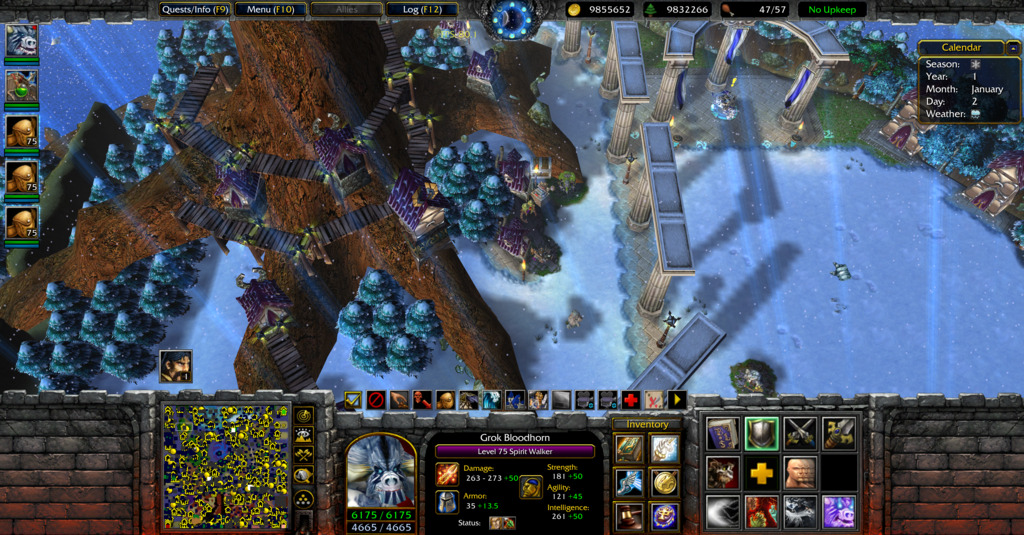 Quests/Info (F9)
Menu (F10)
Allies
Log (F12)
9855652
9832266
47/57
No Upkeep
Calendar
Season:
Year: 1
Month: January
Day: 2
Weather:
75
75
75
Grok Bloodhorn
Level 75 Spirit Walker
Damage:
263 - 273 +50
Armor:
35 +13.5
Status:
Strength:
181 +50
Agility:
121 +45
Intelligence:
261 +50
6175 / 6175
4665 / 4665
Inventory